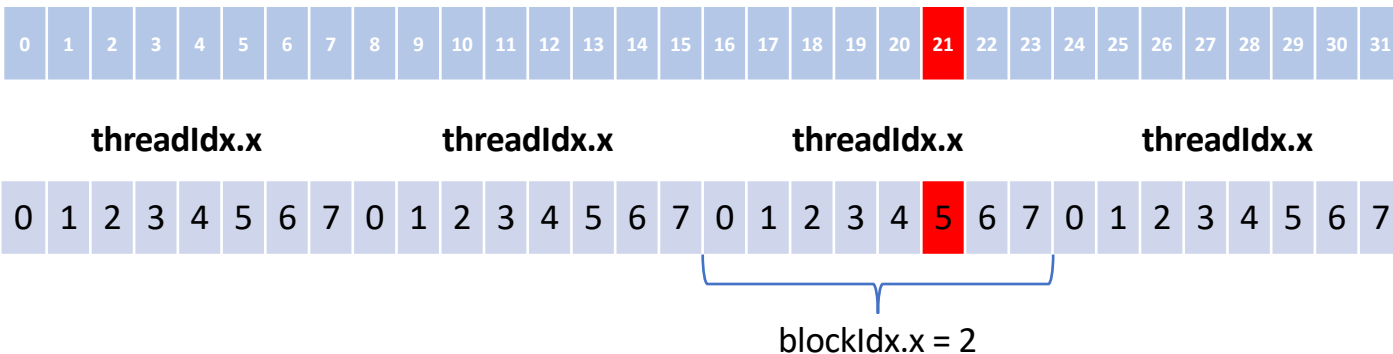 0 1 2 3 4 5 6 7 8 9 10 11 12 13 14 15 16 17 18 19 20 21 22 23 24 25 26 27 28 29 30 31
threadIdx.x threadIdx.x threadIdx.x threadIdx.x
0 1 2 3 4 5 6 7 0 1 2 3 4 5 6 7 0 1 2 3 4 5 6 7 0 1 2 3 4 5 6 7
blockIdx.x = 2